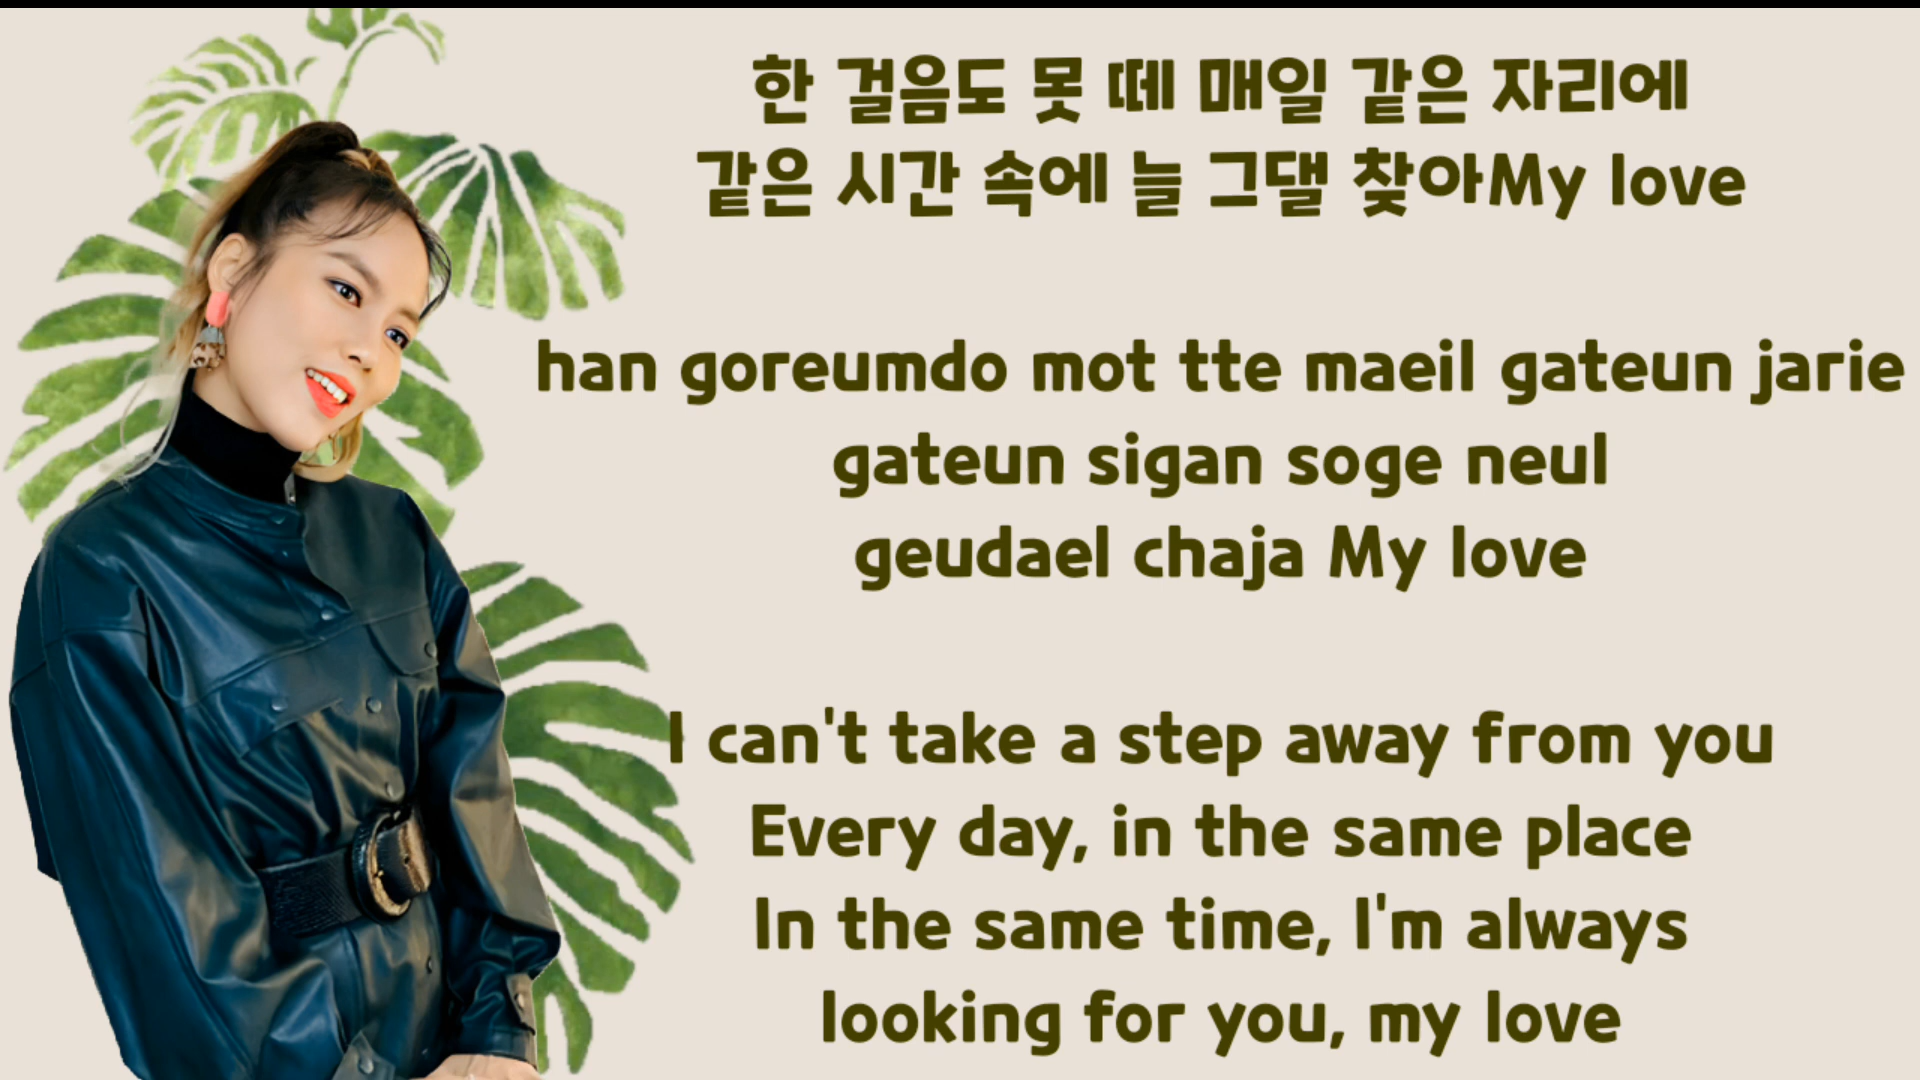 한 걸음도 못 떼 매일 같은 자리에
같은 시간 속에 늘 그댈 찾아My love
han goreumdo mot tte maeil gateun jarie
gateun sigan soge neul
geudael chaja My love
I can't take a step away from you
Every day, in the same place
In the same time, I'm always
looking for you, my love